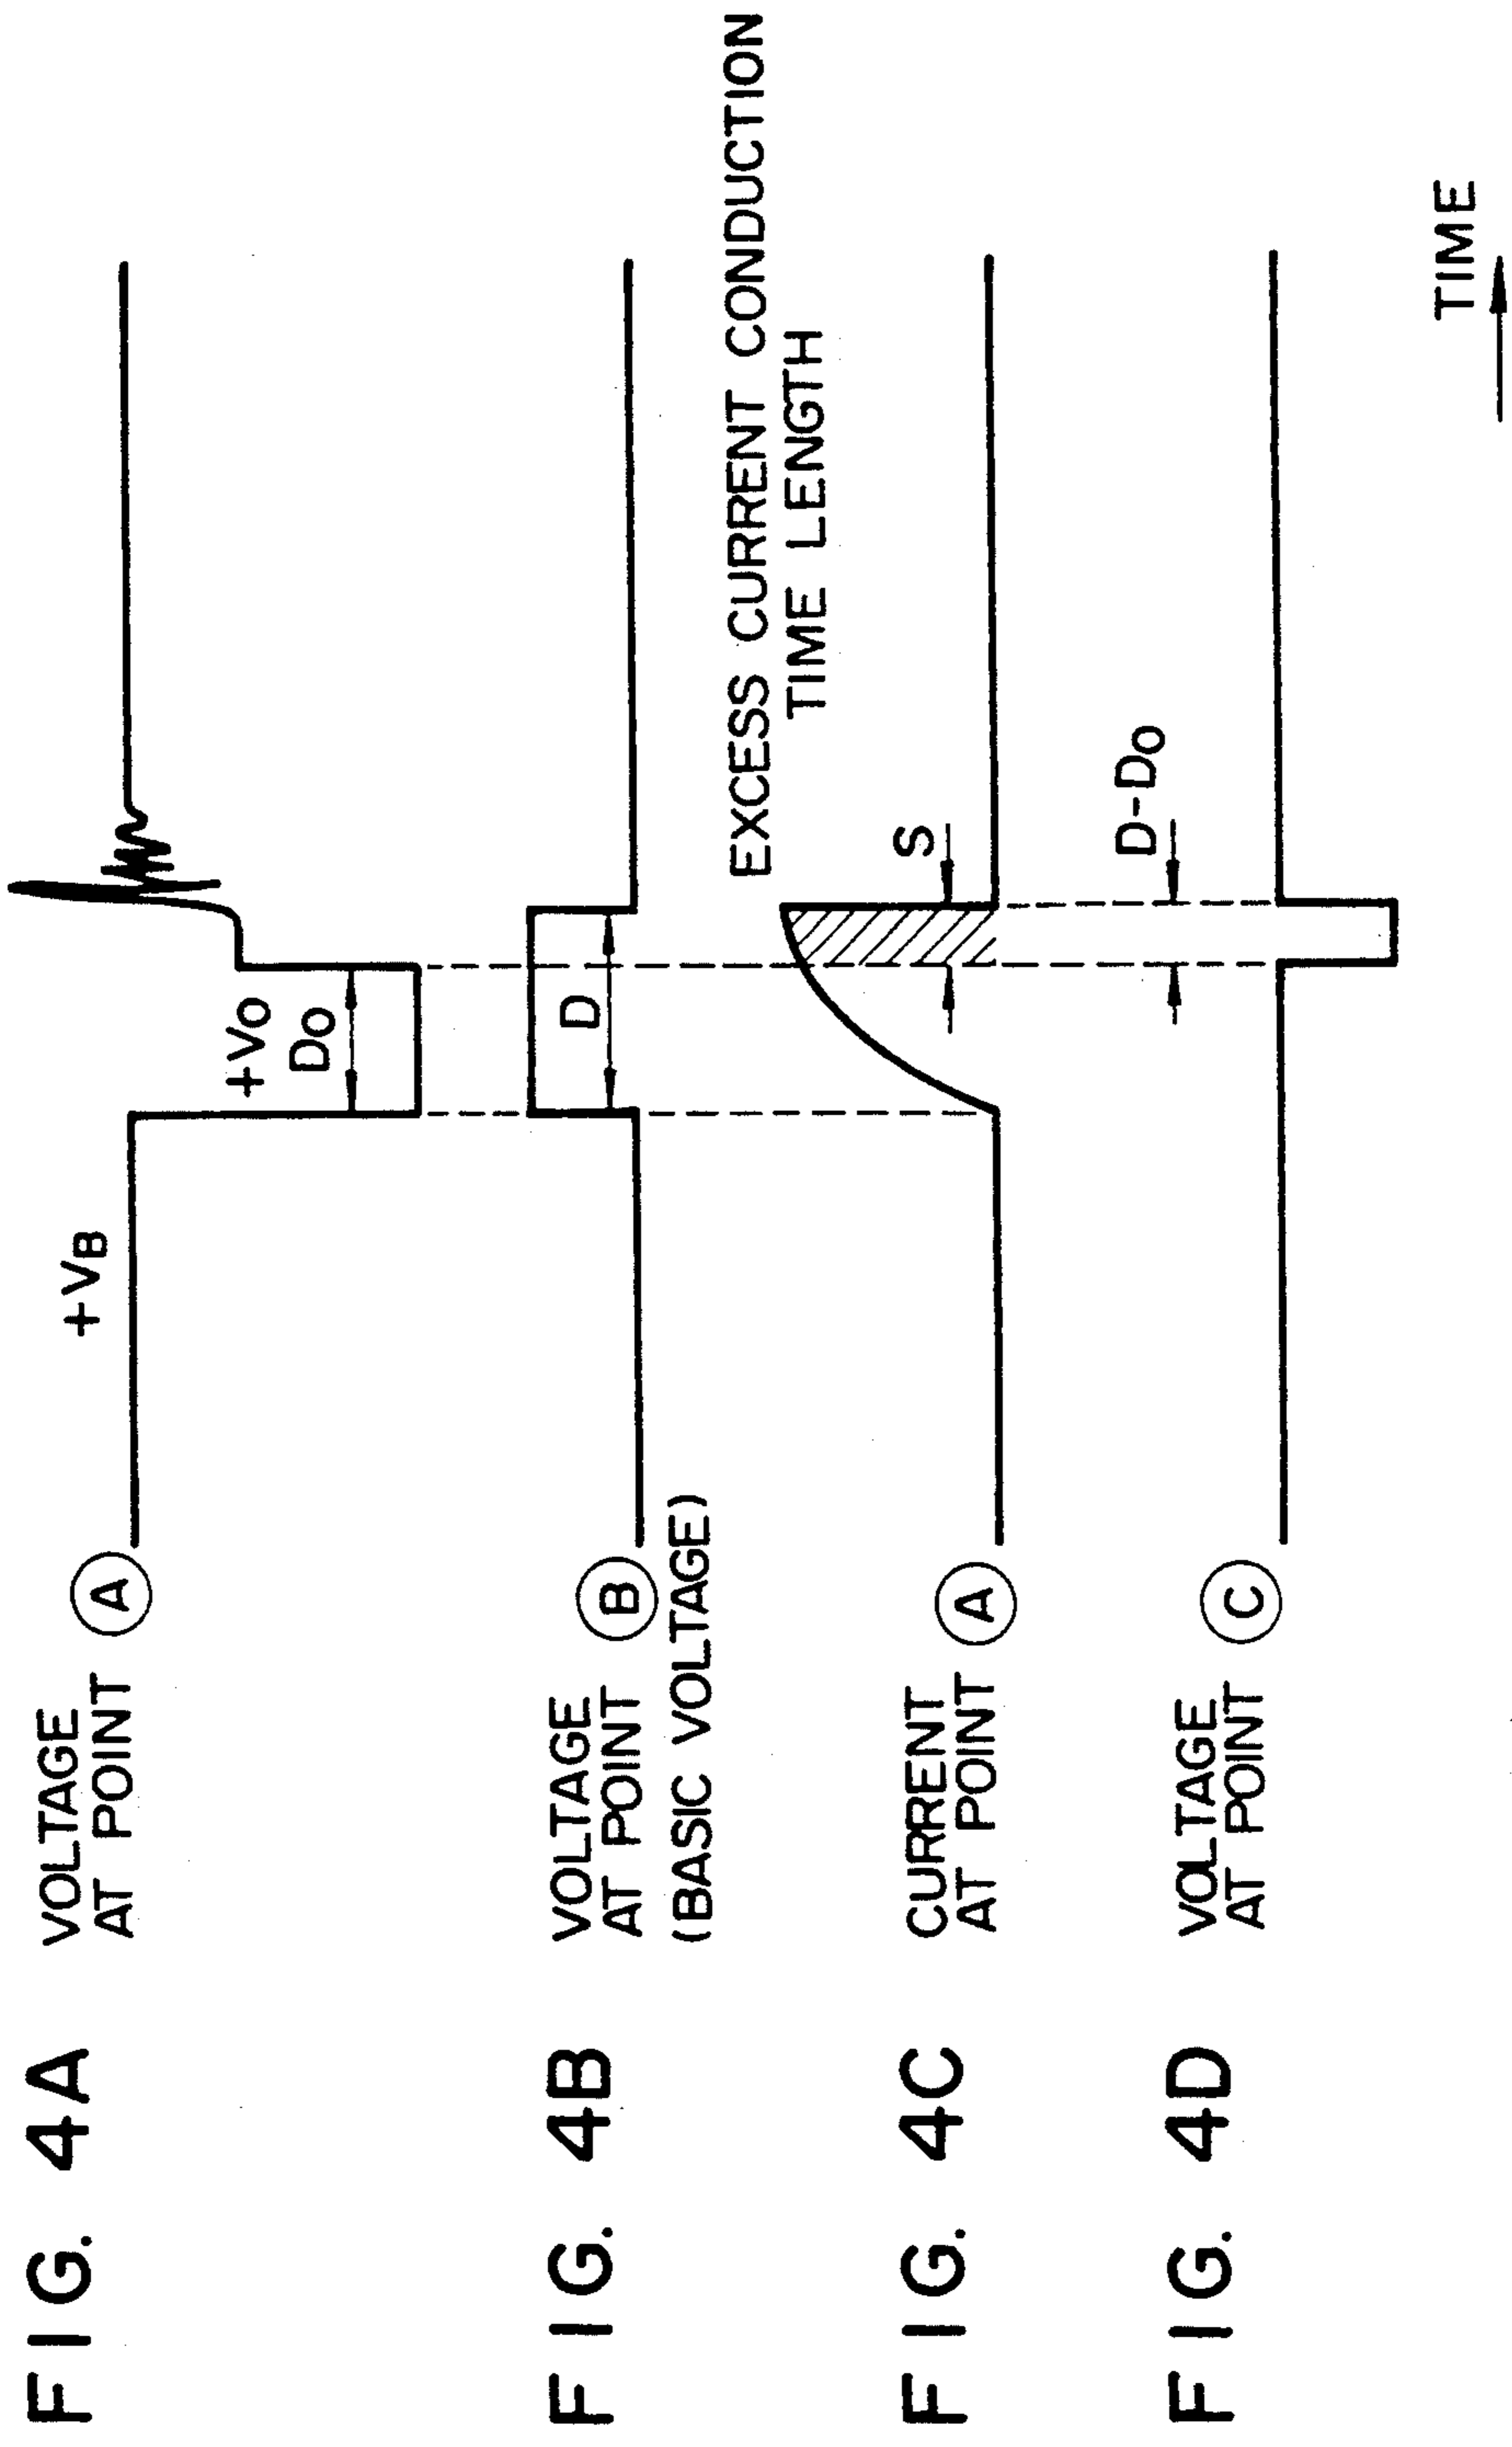 FIG. 4A
VOLTAGE
AT POINT
A
+VB
+Vo
Do
FIG. 4B
VOLTAGE
AT POINT
B
(BASIC VOLTAGE)
D
EXCESS CURRENT CONDUCTION
TIME LENGTH
FIG. 4C
CURRENT
AT POINT
A
S
FIG. 4D
VOLTAGE
AT POINT
C
D-Do
TIME